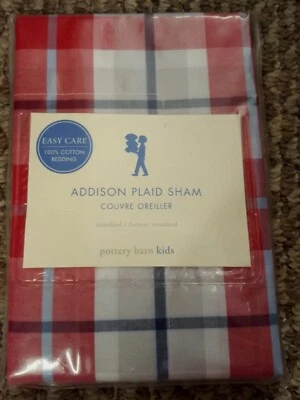 EASY CARE
100% COTTON
BEDDING
ADDISON PLAID SHAM
COUVRE OREILLER
standard / format standard
pottery barn kids